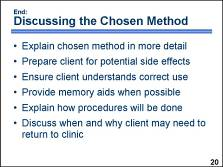 End:
Discussing the Chosen Method
• Explain chosen method in more detail
• Prepare client for potential side effects
• Ensure client understands correct use
• Provide memory aids when possible
• Explain how procedures will be done
• Discuss when and why client may need to
return to clinic
20